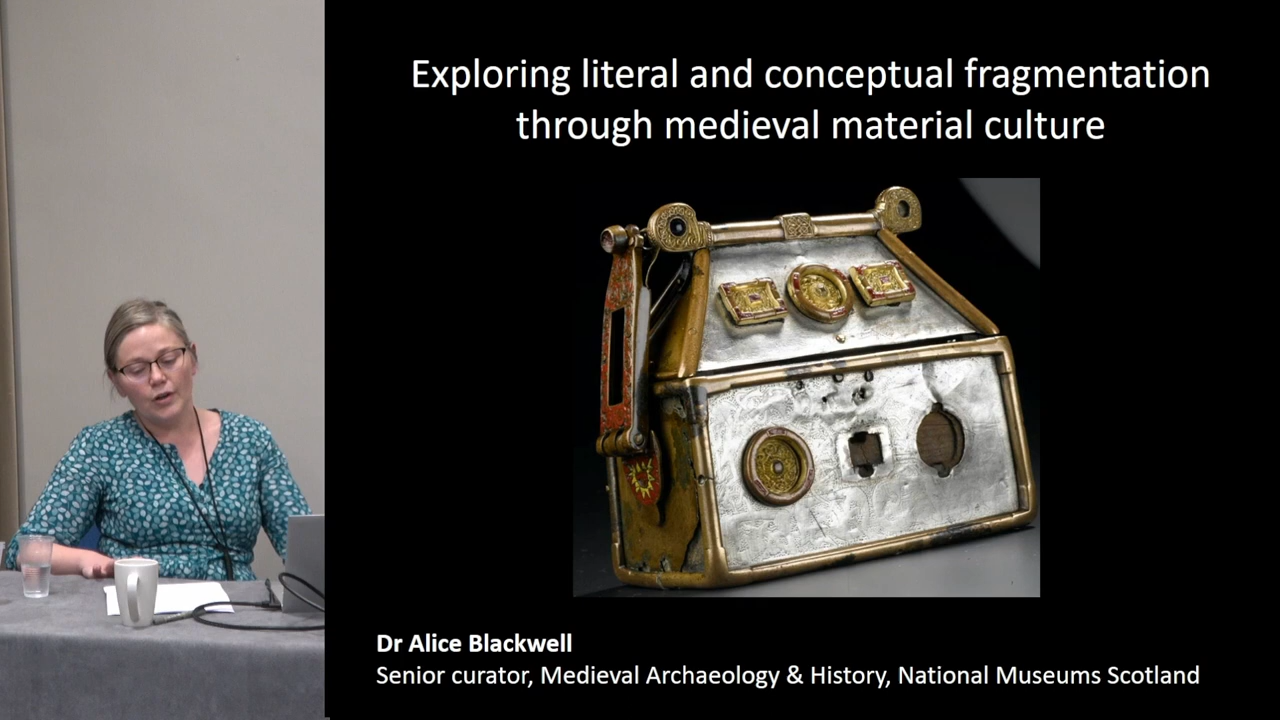 Exploring literal and conceptual fragmentation
through medieval material culture
Dr Alice Blackwell
Senior curator, Medieval Archaeology & History, National Museums Scotland